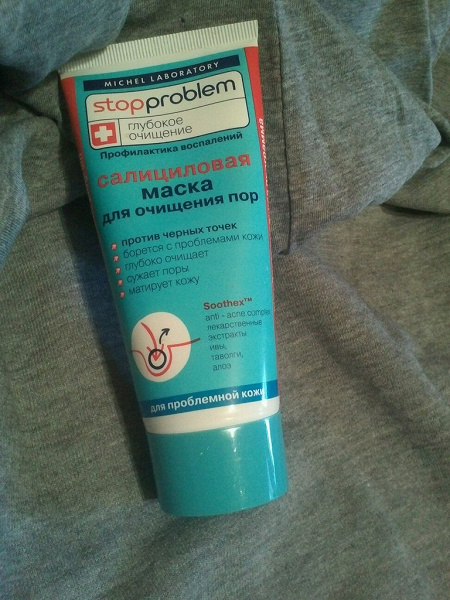 MICHEL LABORATORY
stopproblem
глубокое
очищение
Профилактика воспалений
салициловая
маска
для очищения пор
против черных точек
борется с проблемами кожи
глубоко очищает
сужает поры
матирует кожу
Soothex™
anti - acne complex
лекарственные
экстракты
ивы,
таволги,
алоэ
для проблемной кожи